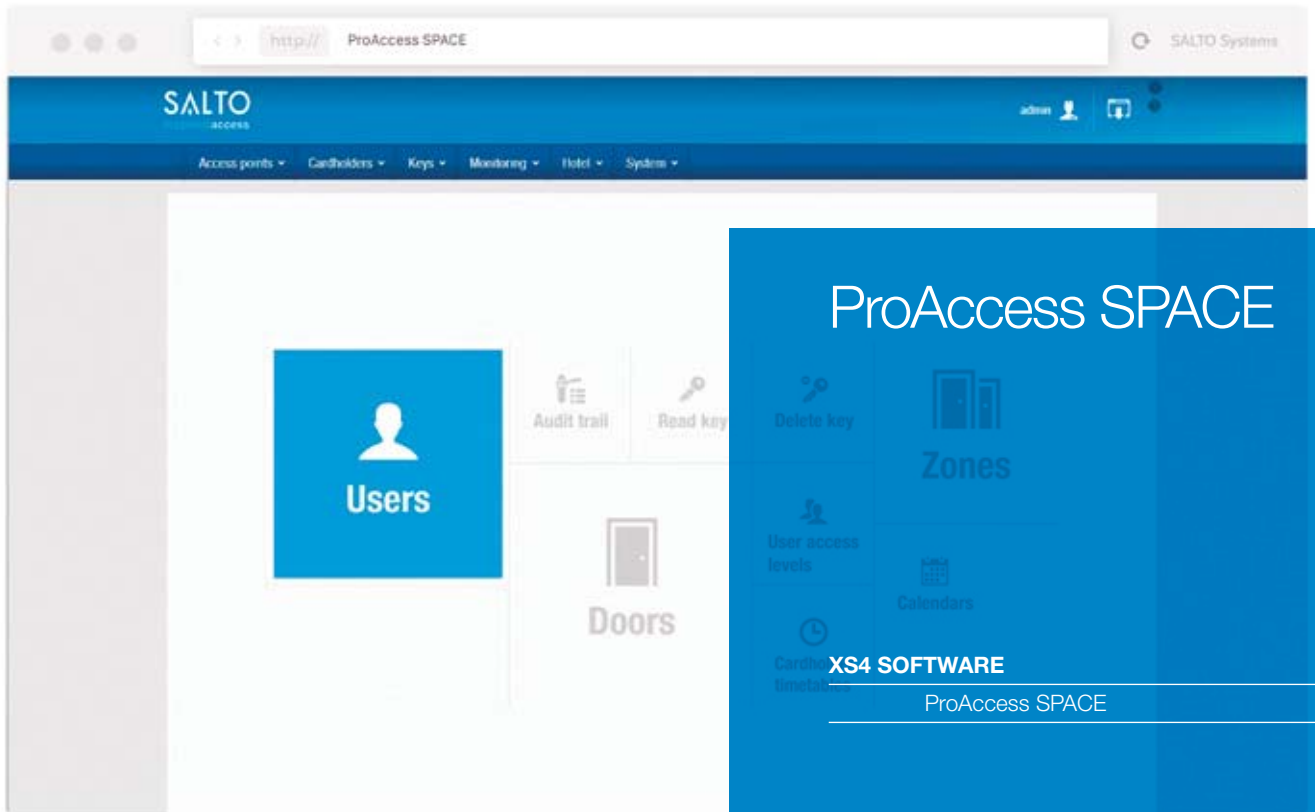 http:// ProAccess SPACE SALTO Systems
SALTO
access
admin
Access points Cardholders Keys Monitoring Hotel System
ProAccess SPACE
Users
Audit trail
Read key
Delete key
Zones
User access
levels
Doors
Calendars
timetables
XS4 SOFTWARE
ProAccess SPACE